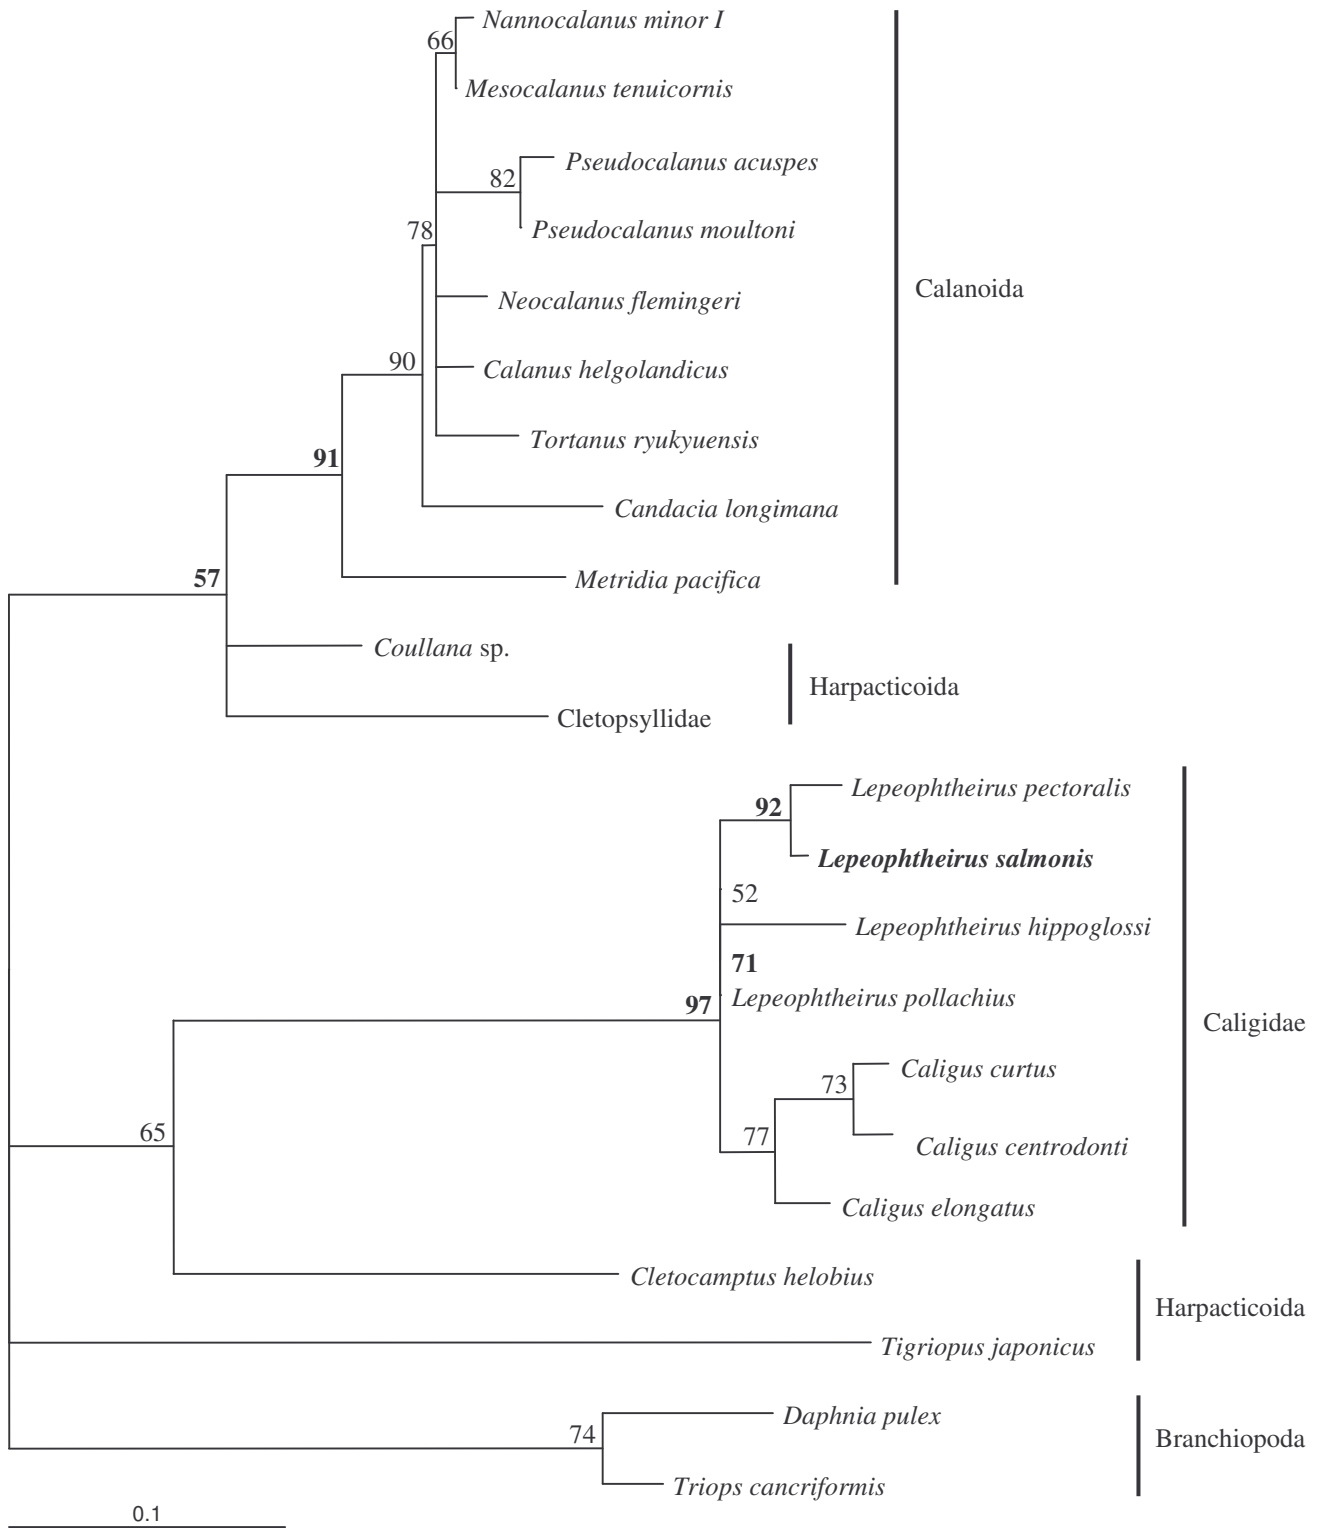 Nannocalanus minor I
66
Mesocalanus tenuicornis
Pseudocalanus acuspes
82
Pseudocalanus moultoni
78
Calanoida
Neocalanus flemingeri
90
Calanus helgolandicus
Tortanus ryukyuensis
91
Candacia longimana
57
Metridia pacifica
Coullana sp.
Harpacticoida
Cletopsyllidae
Lepeophtheirus pectoralis
92
Lepeophtheirus salmonis
52
Lepeophtheirus hippoglossi
71
Lepeophtheirus pollachius
97
Caligidae
Caligus curtus
73
65
77
Caligus centrodonti
Caligus elongatus
Cletocamptus helobius
Harpacticoida
Tigriopus japonicus
Daphnia pulex
74
Branchiopoda
Triops cancriformis
0.1